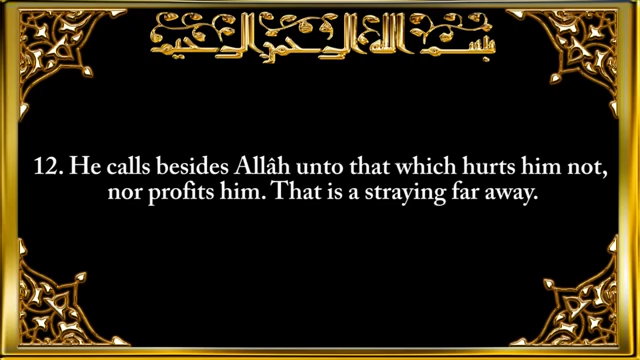 بسم الله الرحمن الرحيم
12. He calls besides Allâh unto that which hurts him not,
nor profits him. That is a straying far away.